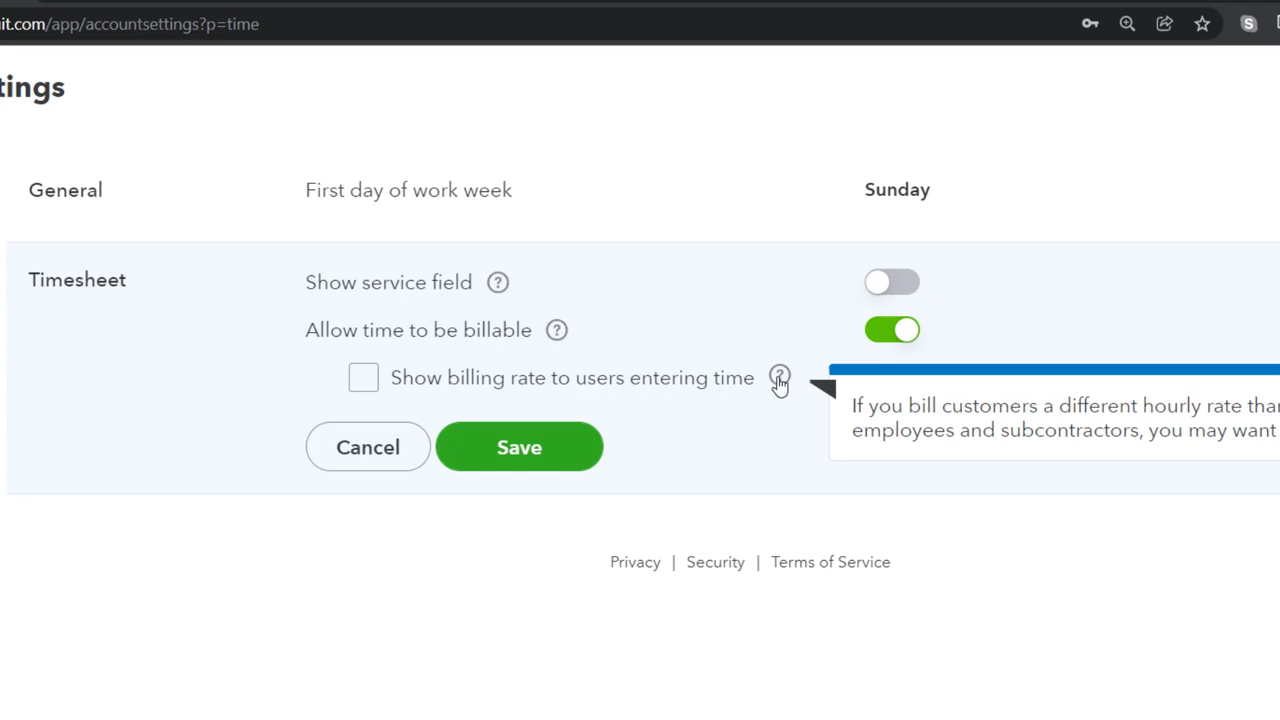 it.com/app/accountsettings?p=time
S
tings
General
First day of work week
Sunday
Timesheet
Show service field ?
Allow time to be billable ?
Show billing rate to users entering time ?
If you bill customers a different hourly rate than
employees and subcontractors, you may want
Cancel
Save
Privacy | Security | Terms of Service